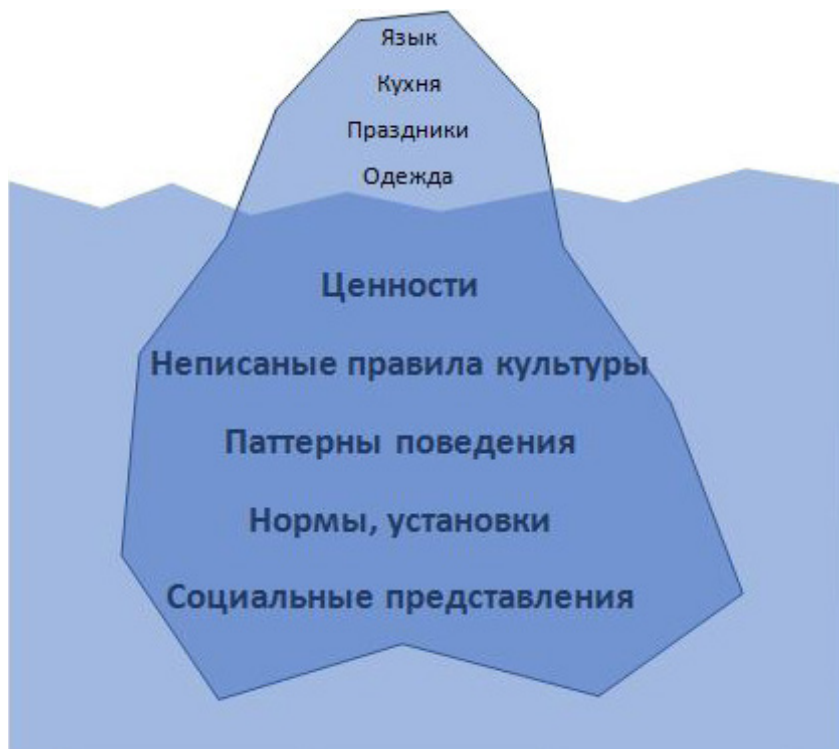 Язык
Кухня
Праздники
Одежда
Ценности
Неписаные правила культуры
Паттерны поведения
Нормы, установки
Социальные представления